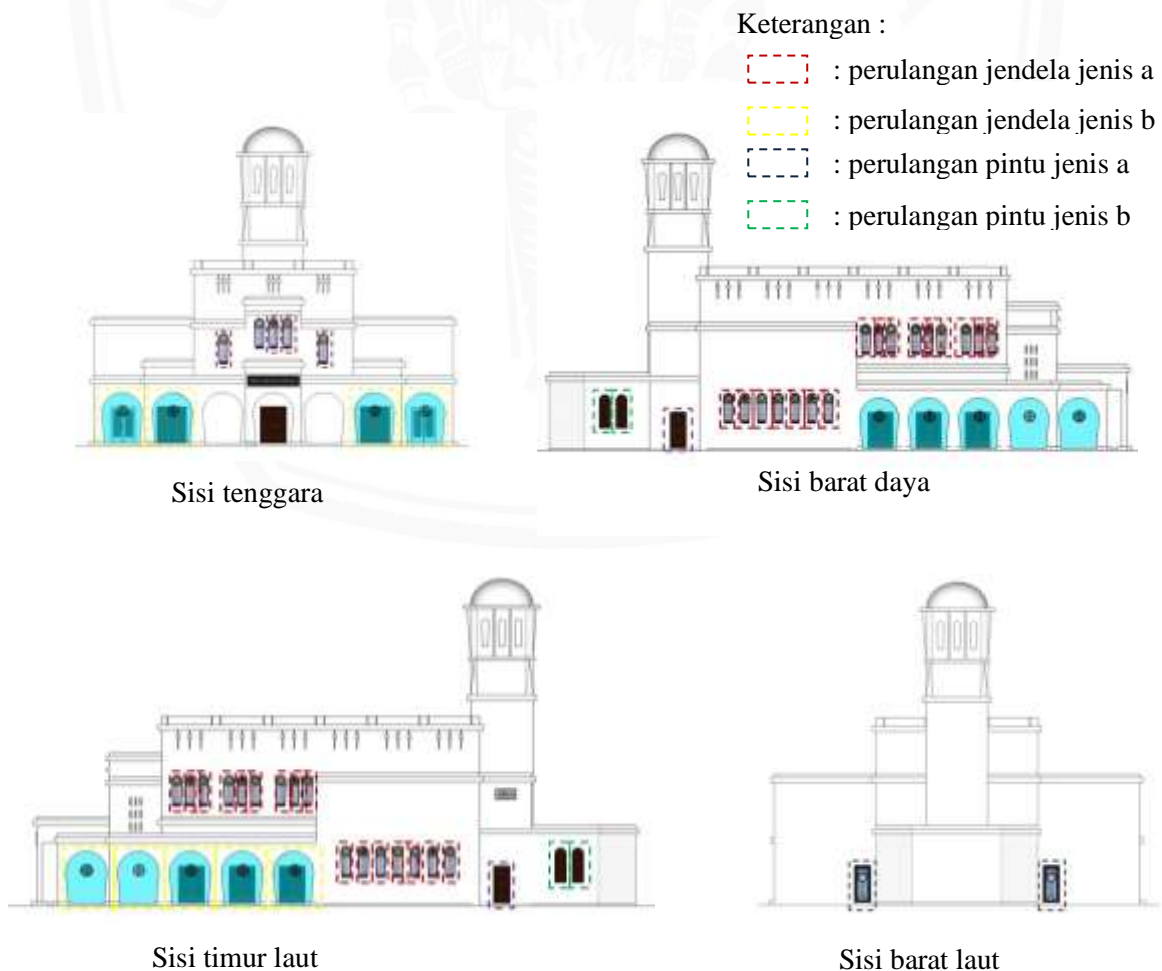 Keterangan :
: perulangan jendela jenis a
: perulangan jendela jenis b
: perulangan pintu jenis a
: perulangan pintu jenis b
Sisi tenggara
Sisi barat daya
Sisi timur laut
Sisi barat laut